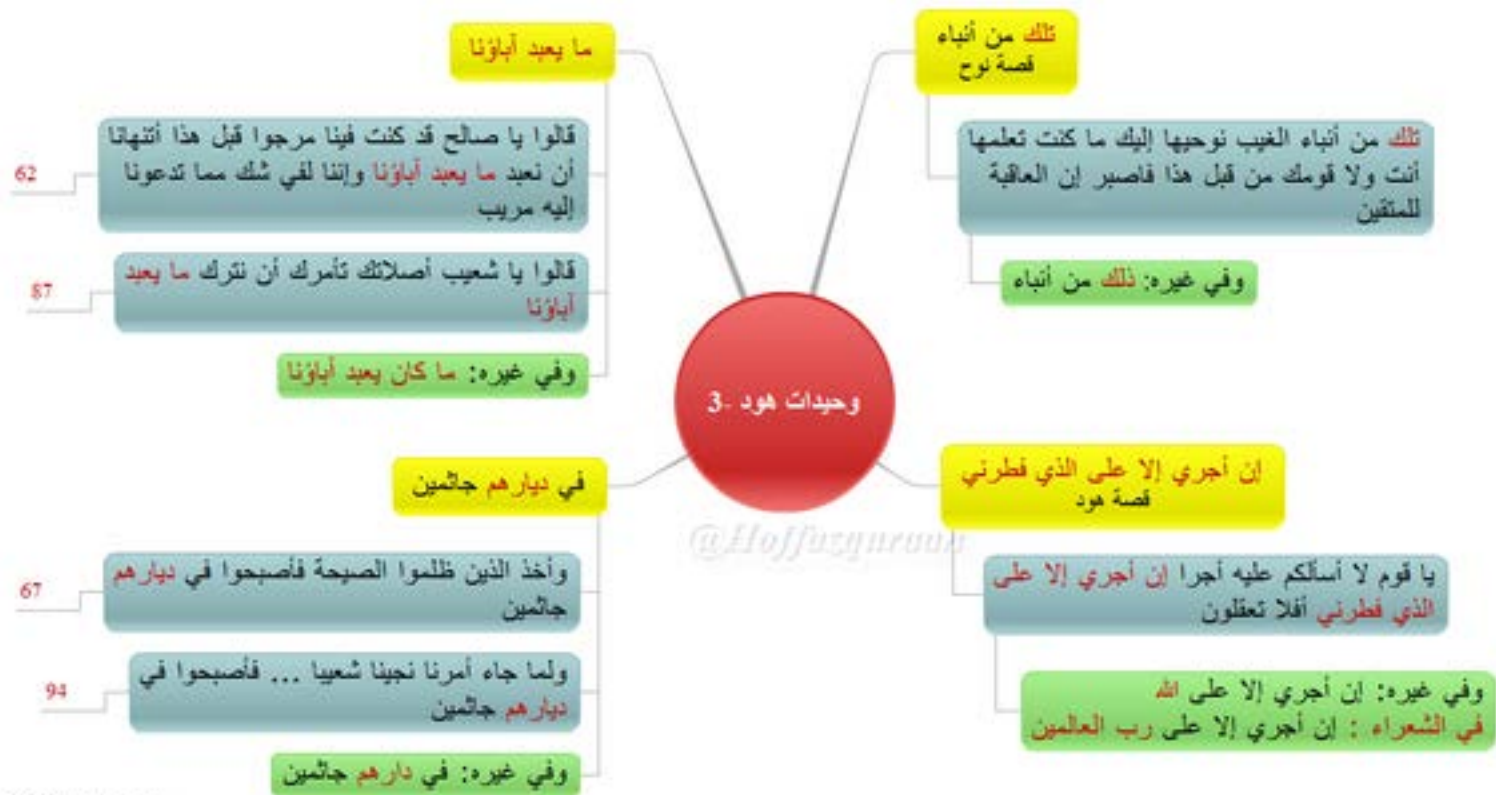 تلك من أنباء
قصة نوح
تلك من أنباء الغيب نوحيها إليك ما كنت تعلمها
أنت ولا قومك من قبل هذا فاصبر إن العاقبة
للمتقين
وفي غيره: ذلك من أنباء
ما يعبد آباؤنا
قالوا يا صالح قد كنت فينا مرجوا قبل هذا أتنهانا
أن نعبد ما يعبد آباؤنا وإننا لفي شك مما تدعونا
إليه مريب
62
قالوا يا شعيب أصلاتك تأمرك أن نترك ما يعبد
آباؤنا
87
وفي غيره: ما كان يعبد آباؤنا
وحيدات هود -3
إن أجري إلا على الذي فطرني
قصة هود
يا قوم لا أسألكم عليه أجرا إن أجري إلا على
الذي فطرني أفلا تعقلون
وفي غيره: إن أجري إلا على الله
في الشعراء : إن أجري إلا على رب العالمين
في ديارهم جاثمين
وأخذ الذين ظلموا الصيحة فأصبحوا في ديارهم
جاثمين
67
ولما جاء أمرنا نجينا شعيبا ... فأصبحوا في
ديارهم جاثمين
94
وفي غيره: في دارهم جاثمين
@Hoffazquraan